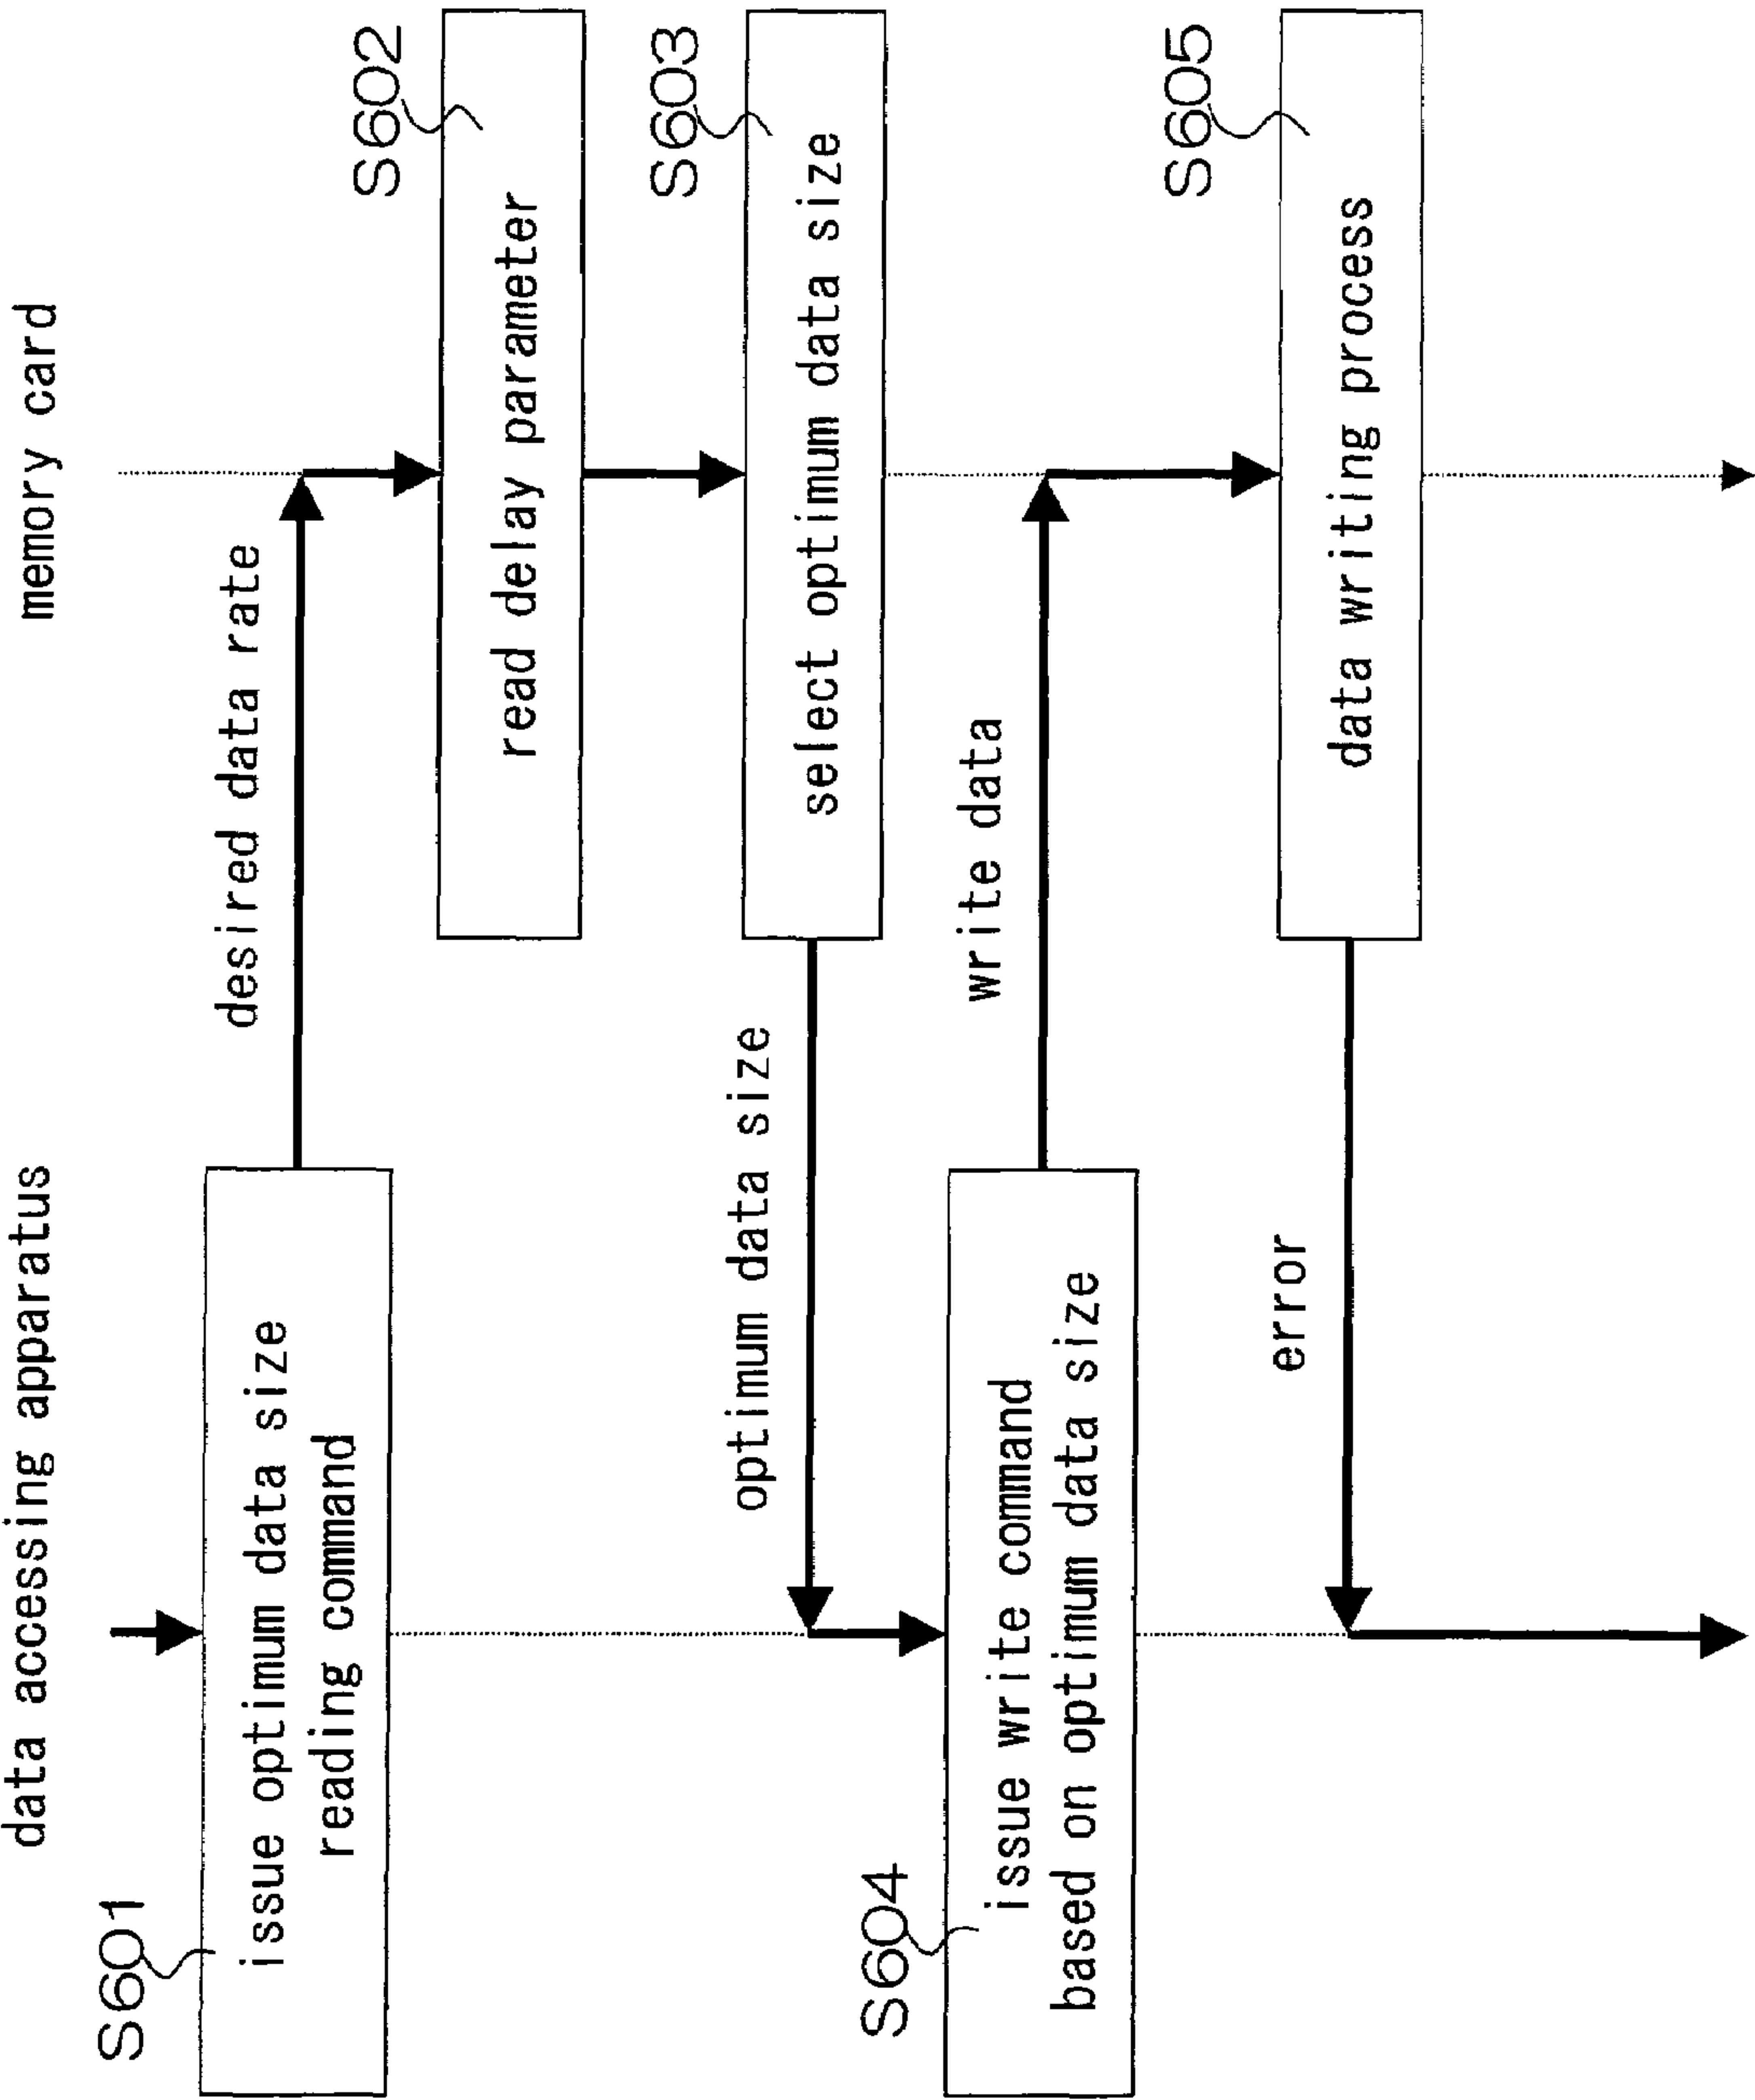 data accessing apparatus
memory card
S601
issue optimum data size
reading command
desired data rate
S602
read delay parameter
S603
select optimum data size
optimum data size
S604
issue write command
based on optimum data size
write data
S605
data writing process
error